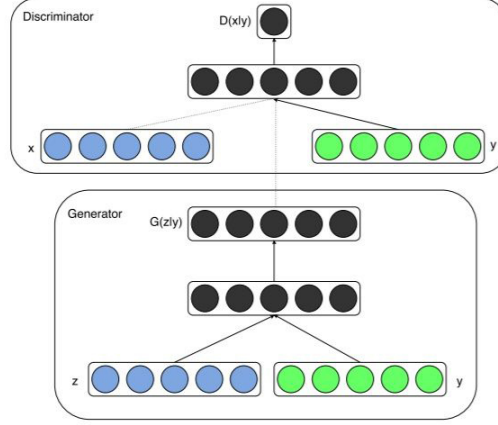 Discriminator
D(x|y)
x
y
Generator
G(z|y)
z
y